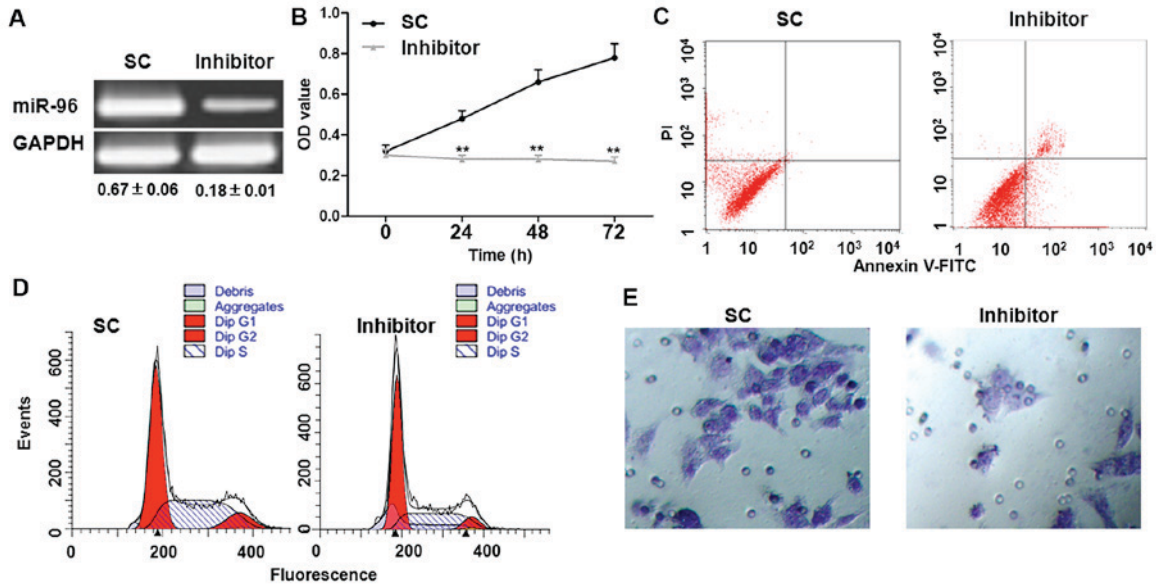 A
SC Inhibitor
miR-96
GAPDH
0.67 ± 0.06 0.18 ± 0.01
B
SC
Inhibitor
OD value
1.0
0.8
0.6
0.4
0.2
0.0
** ** **
0 24 48 72
Time (h)
C
SC Inhibitor
PI
10⁴
10³
10²
10
1
1 10 10² 10³ 10⁴
10⁴
10³
10²
10
1
1 10 10² 10³ 10⁴
Annexin V-FITC
D
SC
Debris
Aggregates
Dip G1
Dip G2
Dip S
Inhibitor
Debris
Aggregates
Dip G1
Dip G2
Dip S
Events
600
400
200
0
0 200 400
600
400
200
0
0 200 400
Fluorescence
E
SC Inhibitor